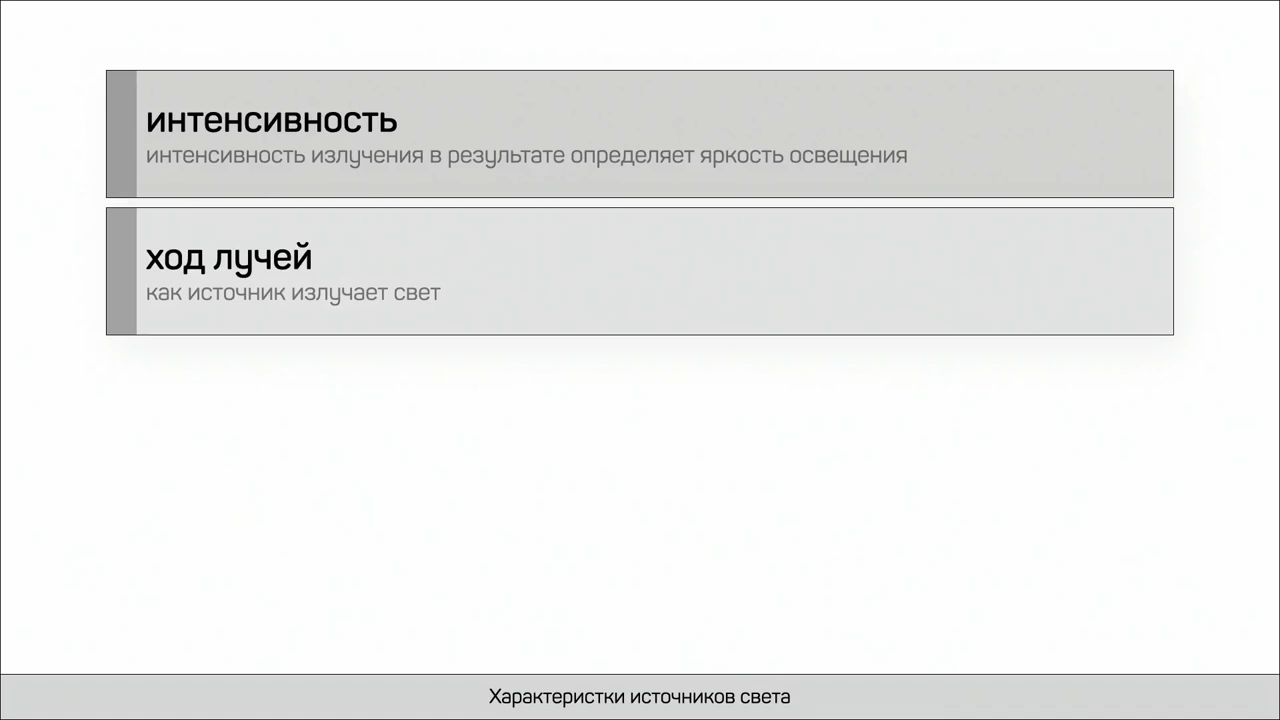 интенсивность
интенсивность излучения в результате определяет яркость освещения
ход лучей
как источник излучает свет
Характеристки источников света